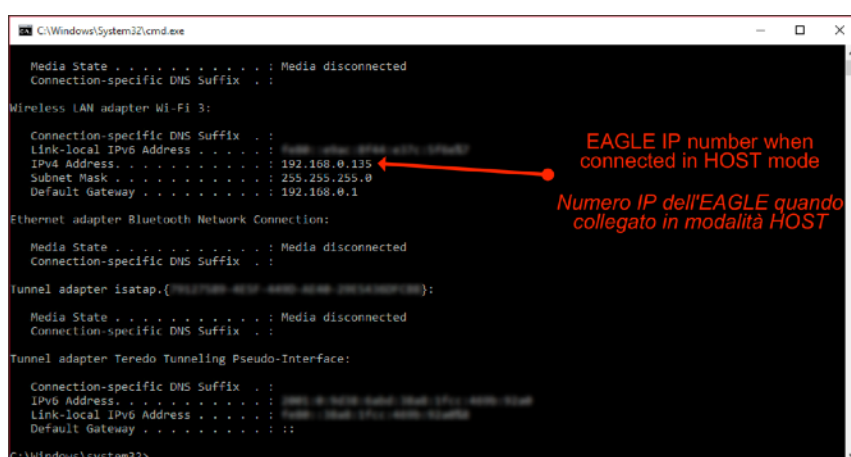 C:\Windows\System32\cmd.exe
Media State . . . . . . . . . . . : Media disconnected
Connection-specific DNS Suffix  . :
Wireless LAN adapter Wi-Fi 3:
Connection-specific DNS Suffix  . :
Link-local IPv6 Address . . . . . :
IPv4 Address. . . . . . . . . . . : 192.168.0.135
Subnet Mask . . . . . . . . . . . : 255.255.255.0
Default Gateway . . . . . . . . . : 192.168.0.1
EAGLE IP number when
connected in HOST mode
Numero IP dell'EAGLE quando
collegato in modalità HOST
Ethernet adapter Bluetooth Network Connection:
Media State . . . . . . . . . . . : Media disconnected
Connection-specific DNS Suffix  . :
Tunnel adapter isatap.{ }:
Media State . . . . . . . . . . . : Media disconnected
Connection-specific DNS Suffix  . :
Tunnel adapter Teredo Tunneling Pseudo-Interface:
Connection-specific DNS Suffix  . :
IPv6 Address. . . . . . . . . . . :
Link-local IPv6 Address . . . . . :
Default Gateway . . . . . . . . . : ::
C:\Windows\system32>